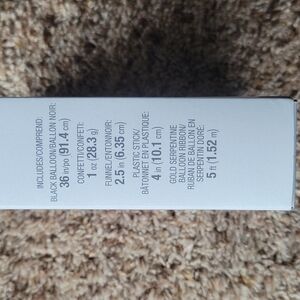 INCLUDES/COMPREND:
BLACK BALLOON/BALLON NOIR:
36 in/po (91.4 cm)
CONFETTI/CONFETI:
1 oz (28.3 g)
FUNNEL/ENTONNOIR:
2.5 in (6.35 cm)
PLASTIC STICK/
BÂTONNET EN PLASTIQUE:
4 in (10.1 cm)
GOLD SERPENTINE
BALLOON RIBBON/
RUBAN DE BALLON EN
SERPENTIN DORÉ:
5 ft (1.52 m)